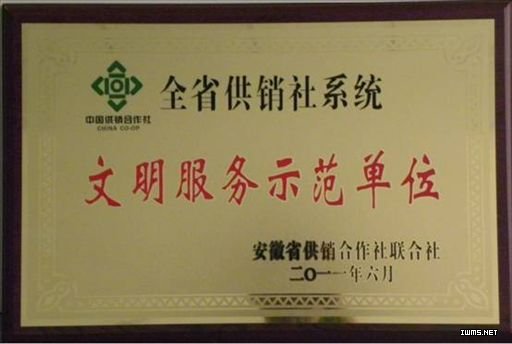 全省供销社系统
中国供销合作社
CHINA CO-OP
文明服务示范单位
安徽省供销合作社联合社
二〇一一年六月
IWMS.NET